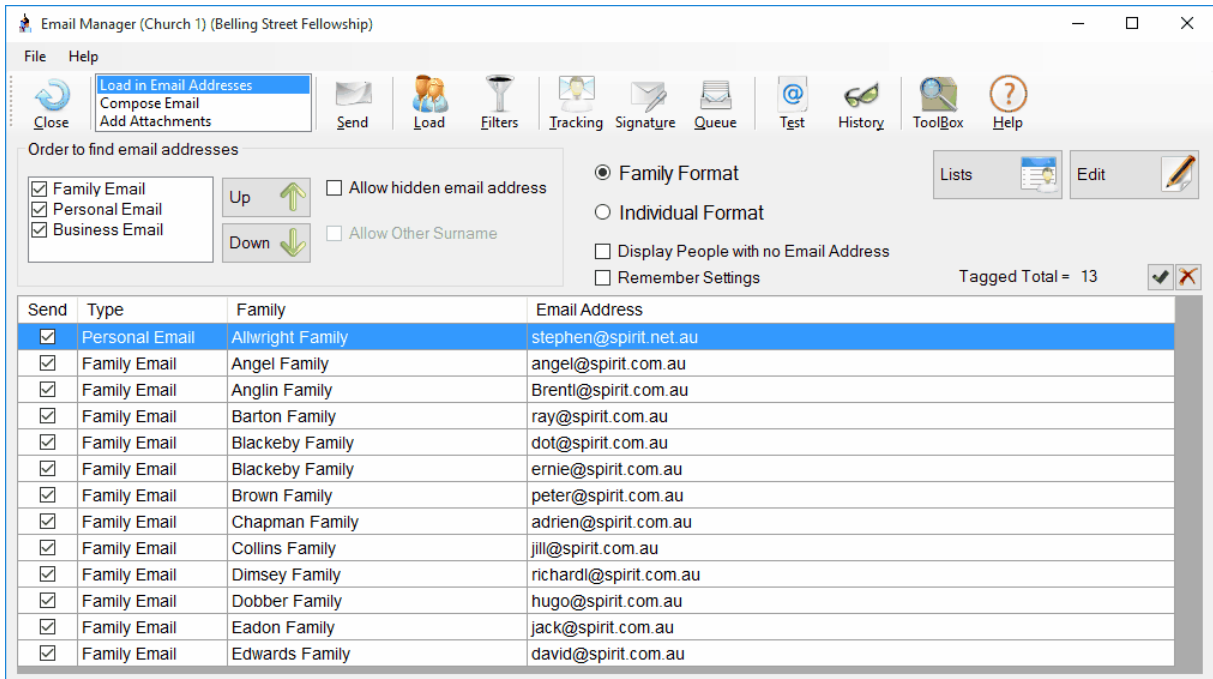 Email Manager (Church 1) (Belling Street Fellowship)
File Help
Load in Email Addresses
Compose Email
Add Attachments
Close Send Load Filters Tracking Signature Queue Test History ToolBox Help
Order to find email addresses
Family Email
Personal Email
Business Email
Up
Down
Allow hidden email address
Allow Other Surname
Family Format
Individual Format
Display People with no Email Address
Remember Settings
Lists
Edit
Tagged Total = 13
Send Type Family Email Address
Personal Email Allwright Family stephen@spirit.net.au
Family Email Angel Family angel@spirit.com.au
Family Email Anglin Family Brentl@spirit.com.au
Family Email Barton Family ray@spirit.com.au
Family Email Blackeby Family dot@spirit.com.au
Family Email Blackeby Family ernie@spirit.com.au
Family Email Brown Family peter@spirit.com.au
Family Email Chapman Family adrien@spirit.com.au
Family Email Collins Family jill@spirit.com.au
Family Email Dimsey Family richardl@spirit.com.au
Family Email Dobber Family hugo@spirit.com.au
Family Email Eadon Family jack@spirit.com.au
Family Email Edwards Family david@spirit.com.au